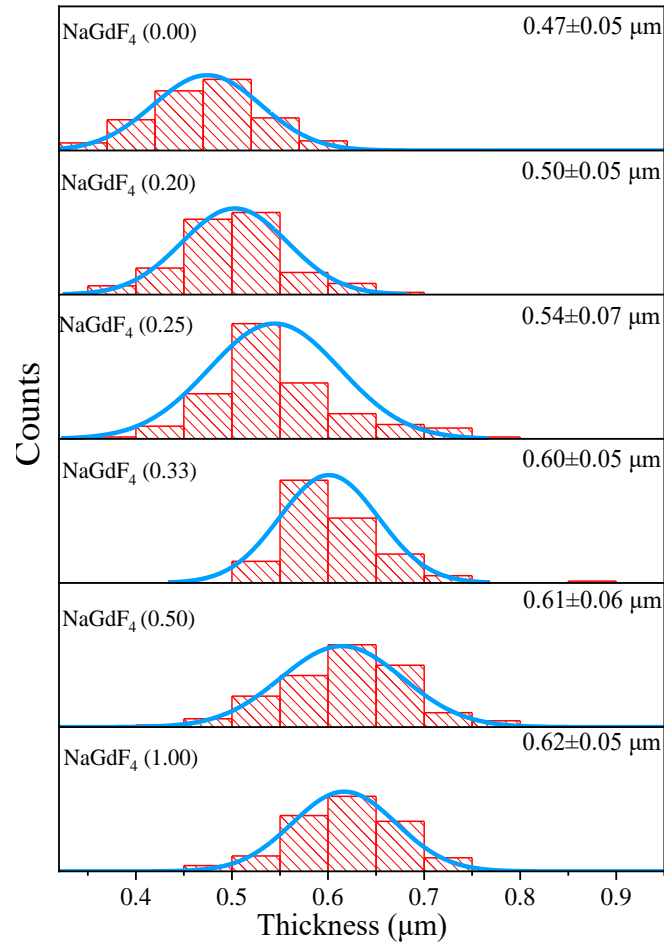 NaGdF₄ (0.00)
0.47±0.05 μm
NaGdF₄ (0.20)
0.50±0.05 μm
NaGdF₄ (0.25)
0.54±0.07 μm
NaGdF₄ (0.33)
0.60±0.05 μm
NaGdF₄ (0.50)
0.61±0.06 μm
NaGdF₄ (1.00)
0.62±0.05 μm
Counts
0.4 0.5 0.6 0.7 0.8 0.9
Thickness (μm)